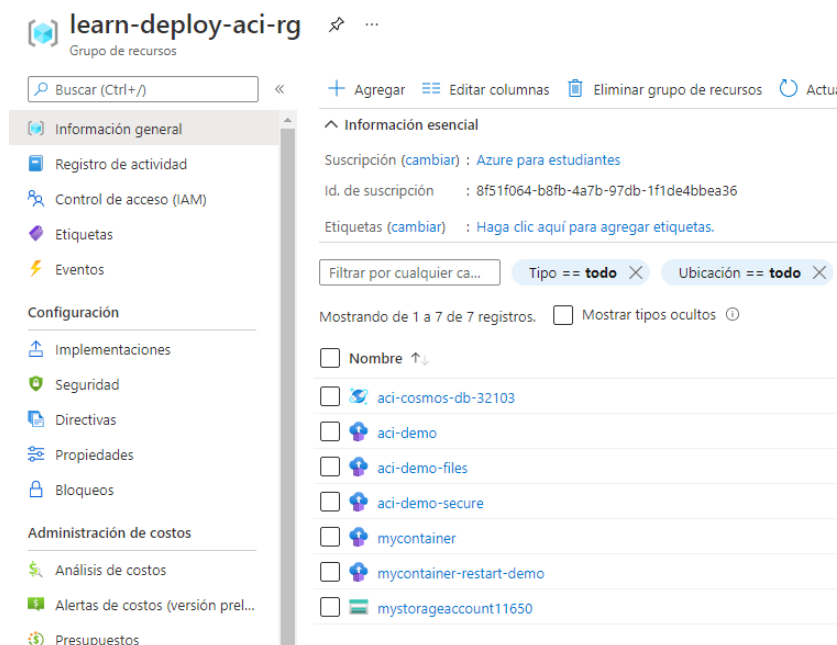 learn-deploy-aci-rg
Grupo de recursos
Buscar (Ctrl+/)
Información general
Registro de actividad
Control de acceso (IAM)
Etiquetas
Eventos
Configuración
Implementaciones
Seguridad
Directivas
Propiedades
Bloqueos
Administración de costos
Análisis de costos
Alertas de costos (versión prel...
Presupuestos
Agregar Editar columnas Eliminar grupo de recursos Actua
Información esencial
Suscripción (cambiar) : Azure para estudiantes
Id. de suscripción : 8f51f064-b8fb-4a7b-97db-1f1de4bbea36
Etiquetas (cambiar) : Haga clic aquí para agregar etiquetas.
Filtrar por cualquier ca... Tipo == todo Ubicación == todo
Mostrando de 1 a 7 de 7 registros. Mostrar tipos ocultos
Nombre
aci-cosmos-db-32103
aci-demo
aci-demo-files
aci-demo-secure
mycontainer
mycontainer-restart-demo
mystorageaccount11650